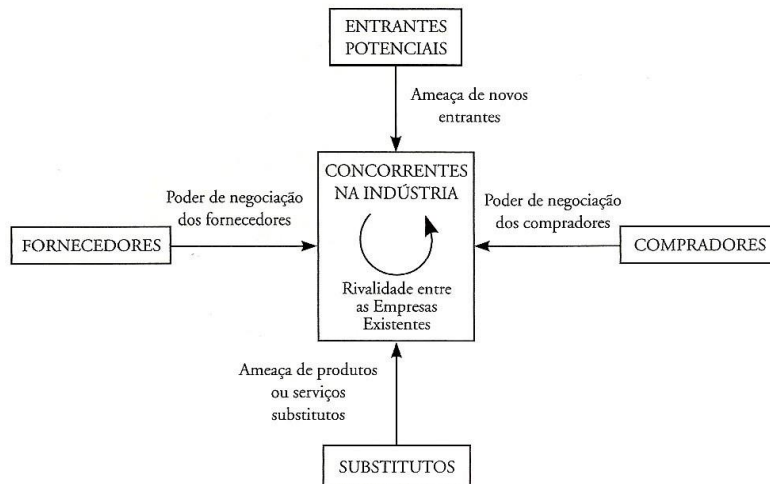 ENTRANTES
POTENCIAIS
Ameaça de novos
entrantes
CONCORRENTES
NA INDÚSTRIA
Poder de negociação
dos fornecedores
Poder de negociação
dos compradores
FORNECEDORES
COMPRADORES
Rivalidade entre
as Empresas
Existentes
Ameaça de produtos
ou serviços
substitutos
SUBSTITUTOS